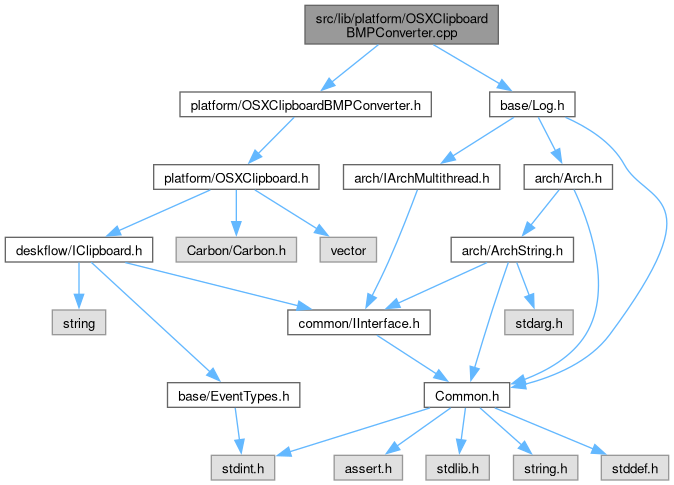 src/lib/platform/OSXClipboard
BMPConverter.cpp
platform/OSXClipboardBMPConverter.h
base/Log.h
platform/OSXClipboard.h
arch/IArchMultithread.h
arch/Arch.h
deskflow/IClipboard.h
Carbon/Carbon.h
vector
arch/ArchString.h
string
common/IInterface.h
stdarg.h
base/EventTypes.h
Common.h
stdint.h
assert.h
stdlib.h
string.h
stddef.h